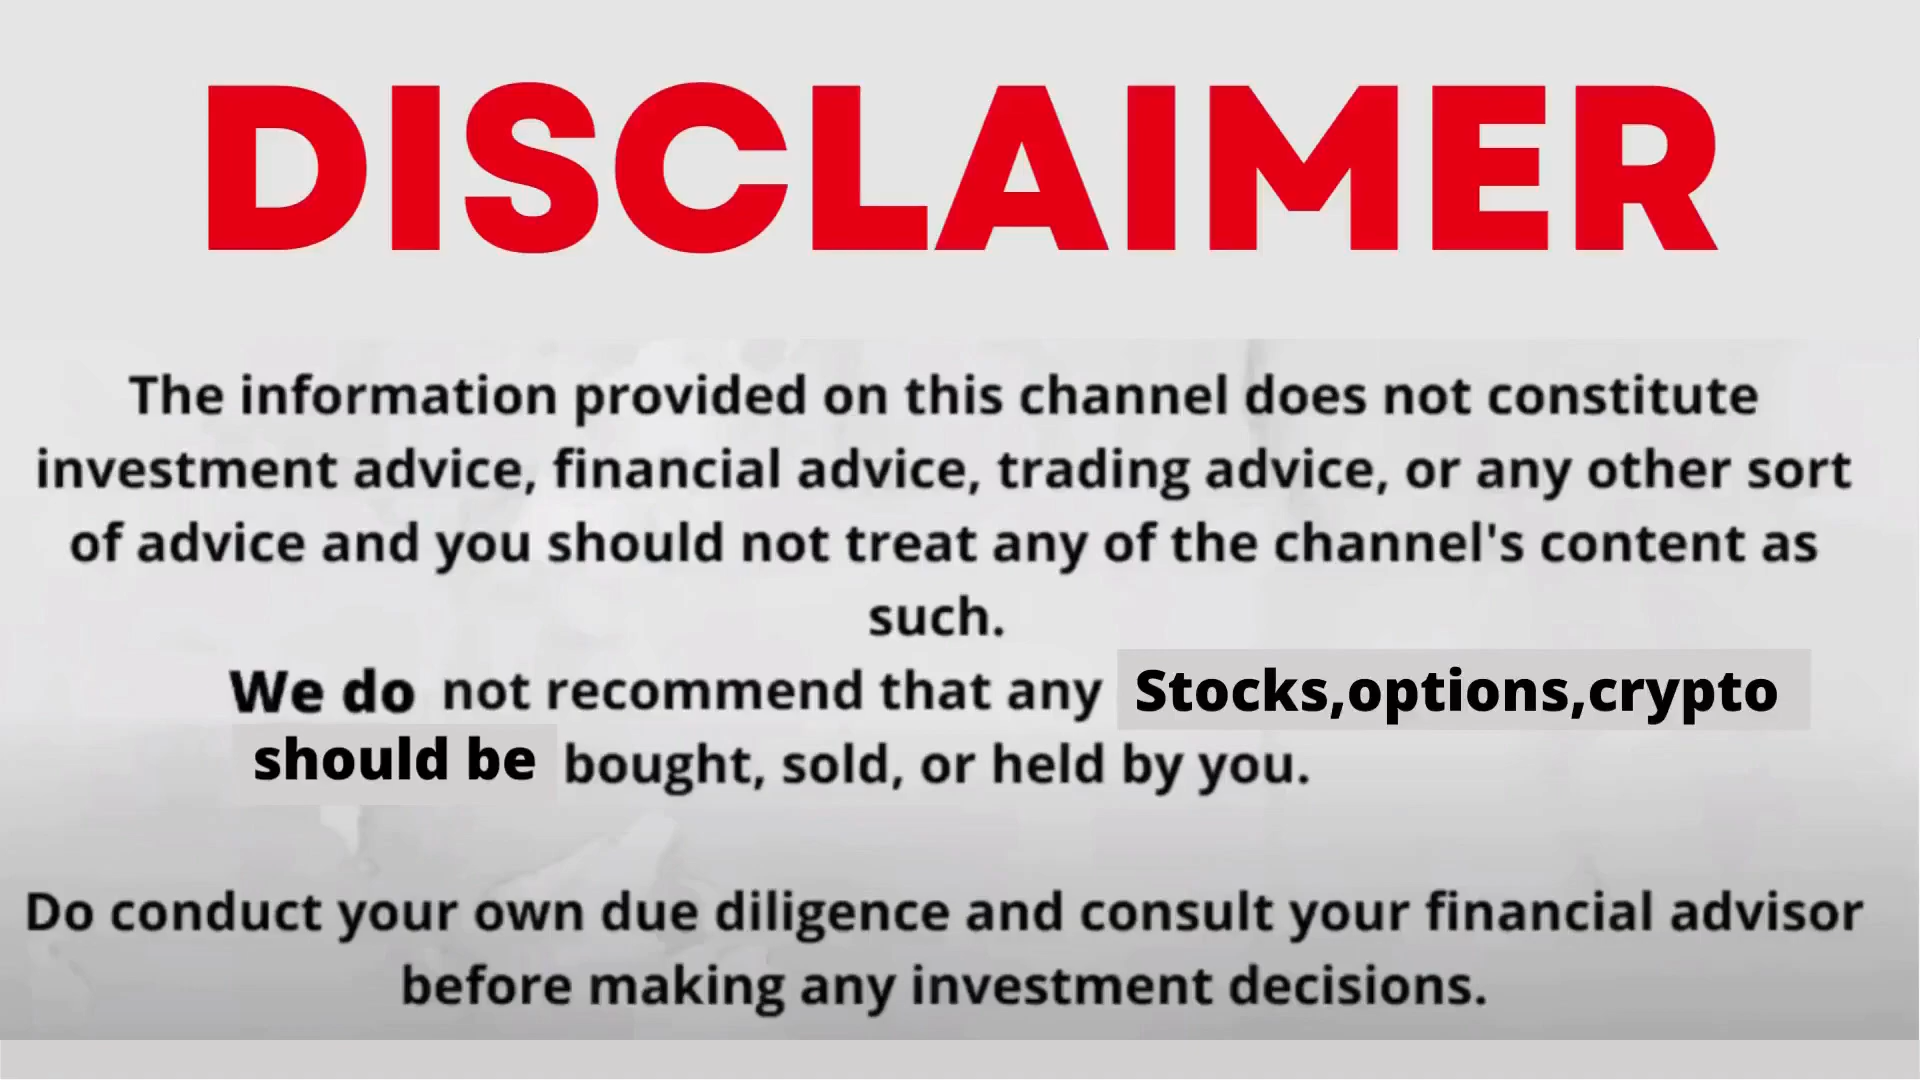 DISCLAIMER
The information provided on this channel does not constitute
investment advice, financial advice, trading advice, or any other sort
of advice and you should not treat any of the channel's content as
such.
We do not recommend that any Stocks,options,crypto
should be bought, sold, or held by you.
Do conduct your own due diligence and consult your financial advisor
before making any investment decisions.